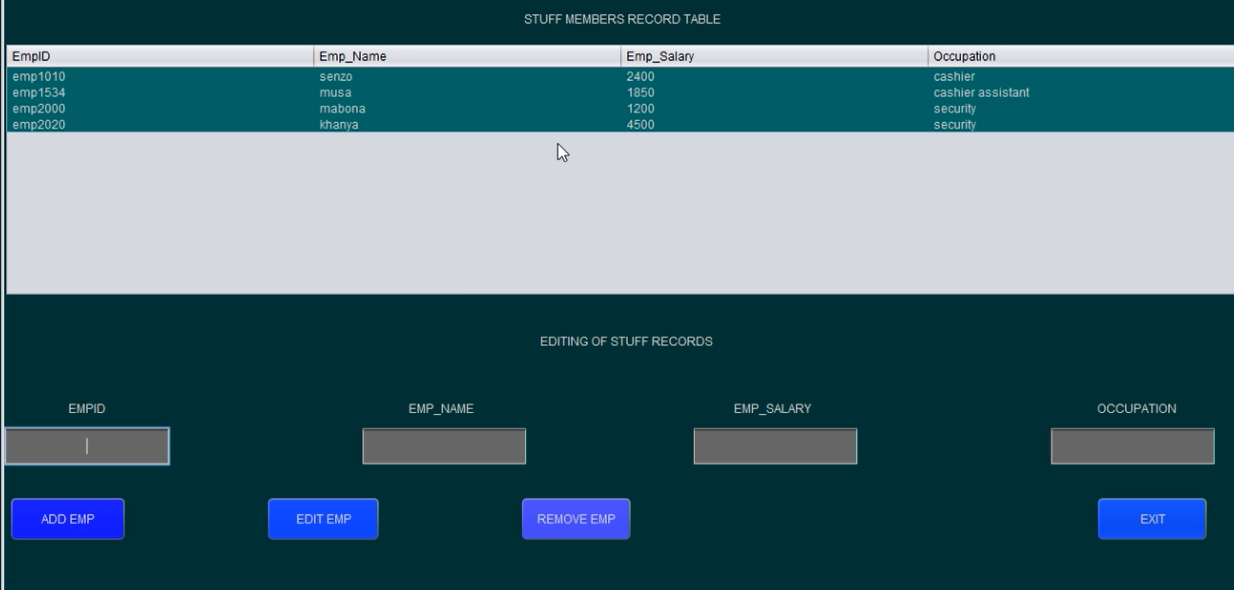 STUFF MEMBERS RECORD TABLE
EmpID Emp_Name Emp_Salary Occupation
emp1010 senzo 2400 cashier
emp1534 musa 1850 cashier assistant
emp2000 mabona 1200 security
emp2020 khanya 4500 security
EDITING OF STUFF RECORDS
EMPID EMP_NAME EMP_SALARY OCCUPATION
ADD EMP EDIT EMP REMOVE EMP EXIT